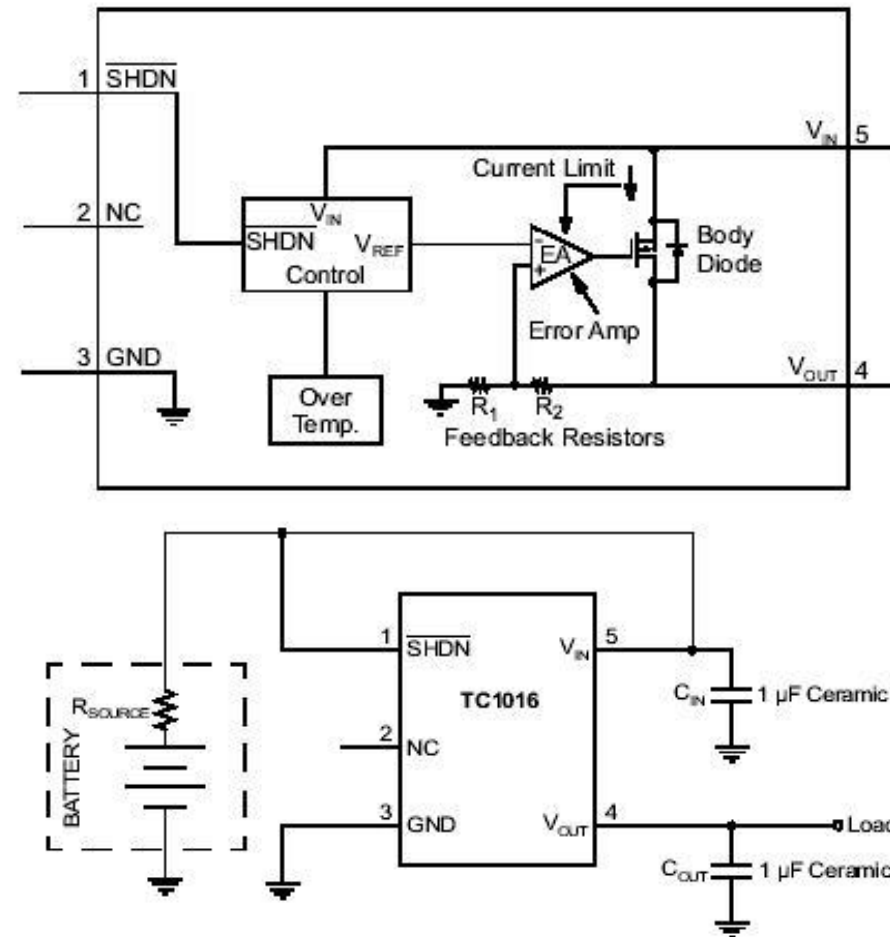 1 SHDN
V_IN 5
Current Limit
2 NC
V_IN
SHDN V_REF
Control
-
EA
+
Body
Diode
Error Amp
3 GND
V_OUT 4
Over
Temp.
R_1 R_2
Feedback Resistors
1 SHDN
V_IN 5
TC1016
C_IN 1 µF Ceramic
R_SOURCE
BATTERY
2 NC
3 GND
V_OUT 4
Load
C_OUT 1 µF Ceramic